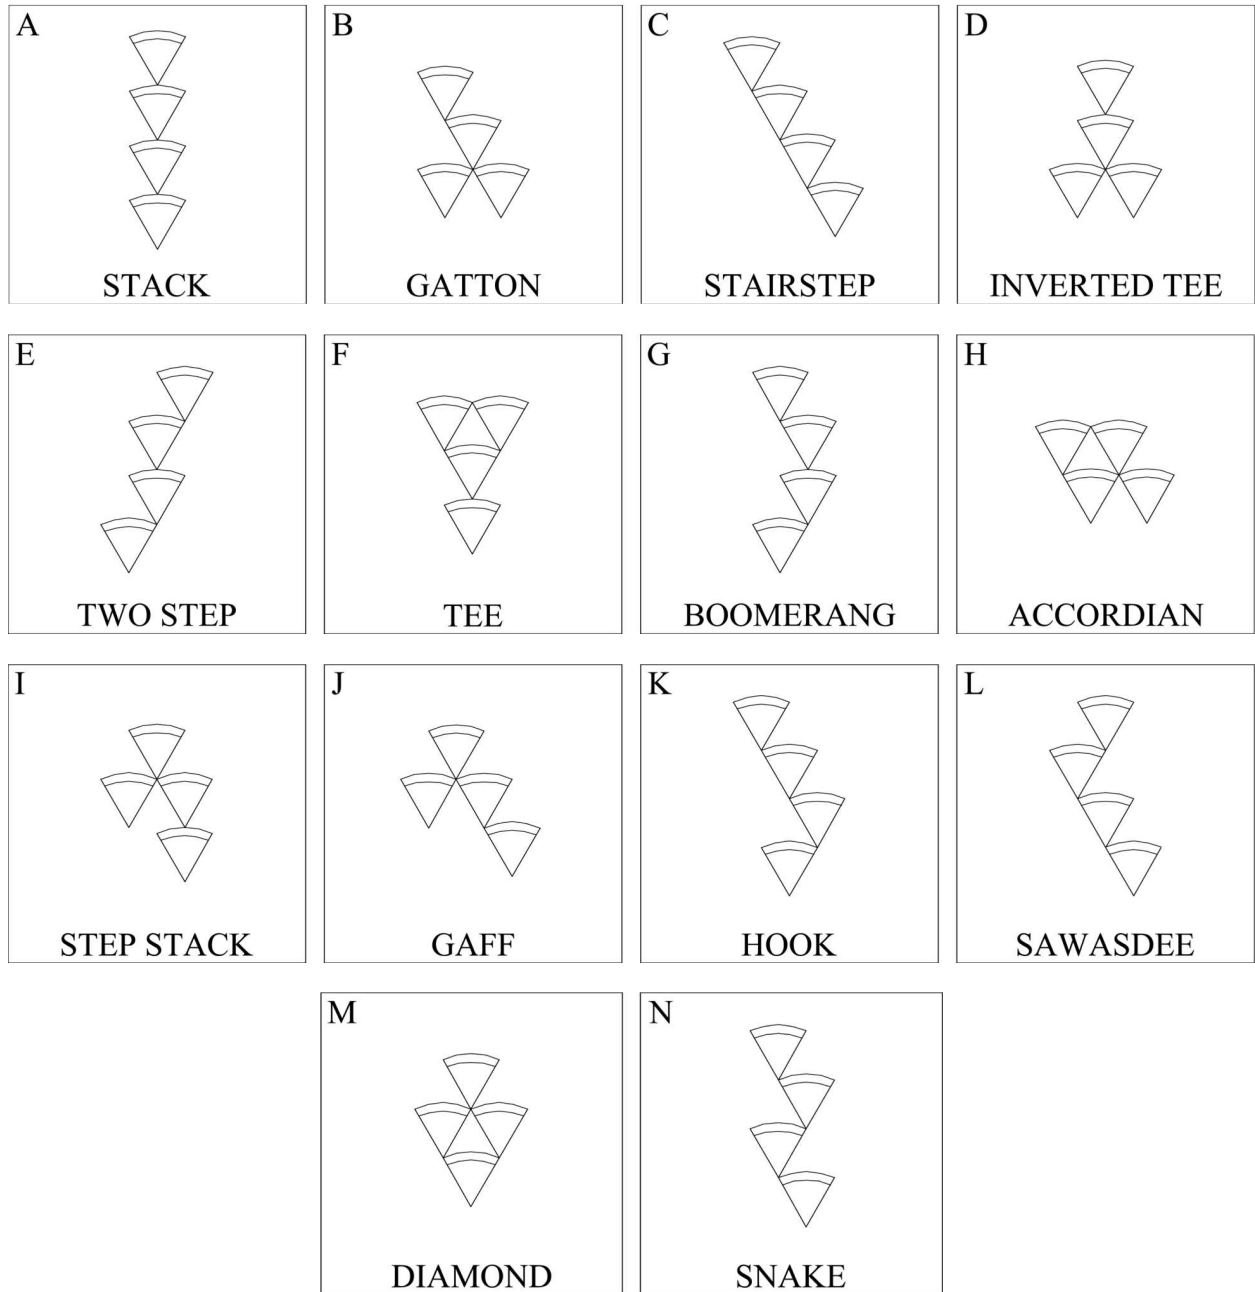 A
STACK
B
GATTON
C
STAIRSTEP
D
INVERTED TEE
E
TWO STEP
F
TEE
G
BOOMERANG
H
ACCORDIAN
I
STEP STACK
J
GAFF
K
HOOK
L
SAWASDEE
M
DIAMOND
N
SNAKE